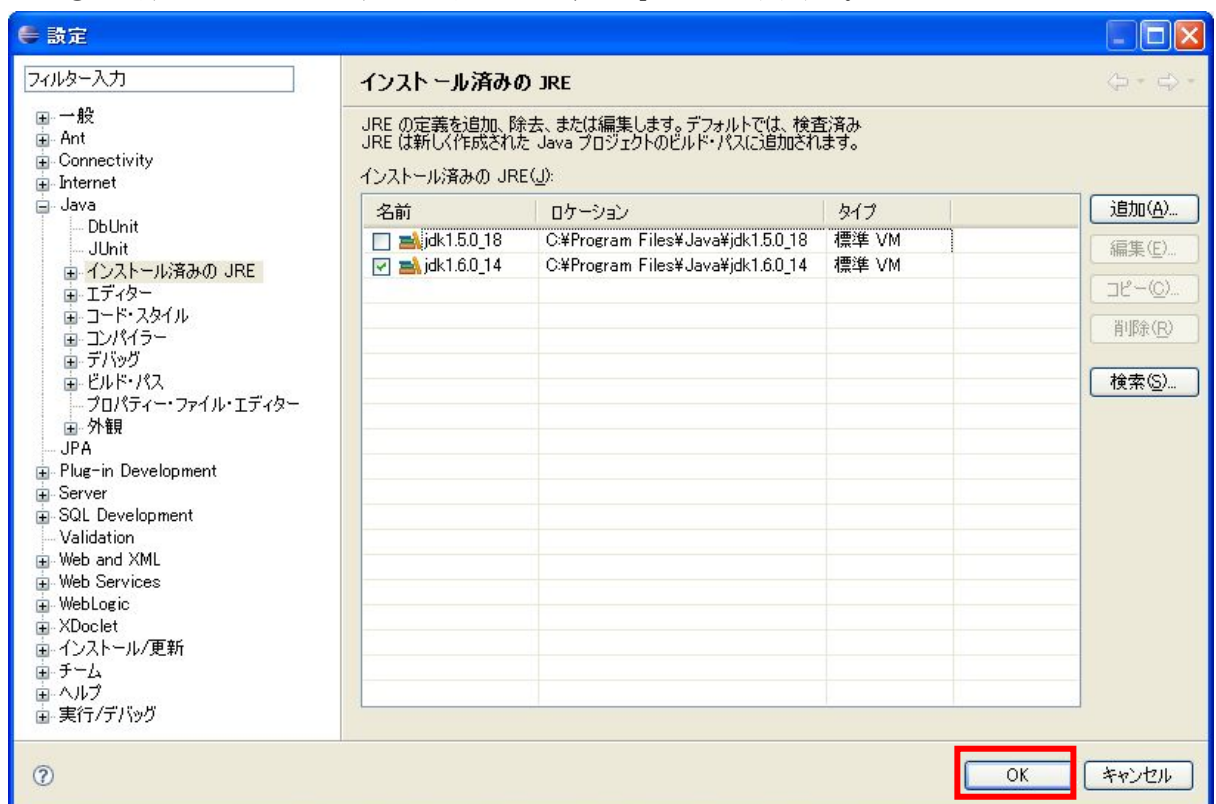 設定
フィルター入力
一般
Ant
Connectivity
Internet
Java
DbUnit
JUnit
インストール済みの JRE
エディター
コード・スタイル
コンパイラー
デバッグ
ビルド・パス
プロパティー・ファイル・エディター
外観
JPA
Plug-in Development
Server
SQL Development
Validation
Web and XML
Web Services
WebLogic
XDoclet
インストール/更新
チーム
ヘルプ
実行/デバッグ
インストール済みの JRE
JRE の定義を追加、除去、または編集します。デフォルトでは、検査済み
JRE は新しく作成された Java プロジェクトのビルド・パスに追加されます。
インストール済みの JRE(J):
名前 ロケーション タイプ
jdk1.5.0_18 C:¥Program Files¥Java¥jdk1.5.0_18 標準 VM
jdk1.6.0_14 C:¥Program Files¥Java¥jdk1.6.0_14 標準 VM
追加(A)...
編集(E)...
コピー(C)...
削除(R)
検索(S)...
OK キャンセル